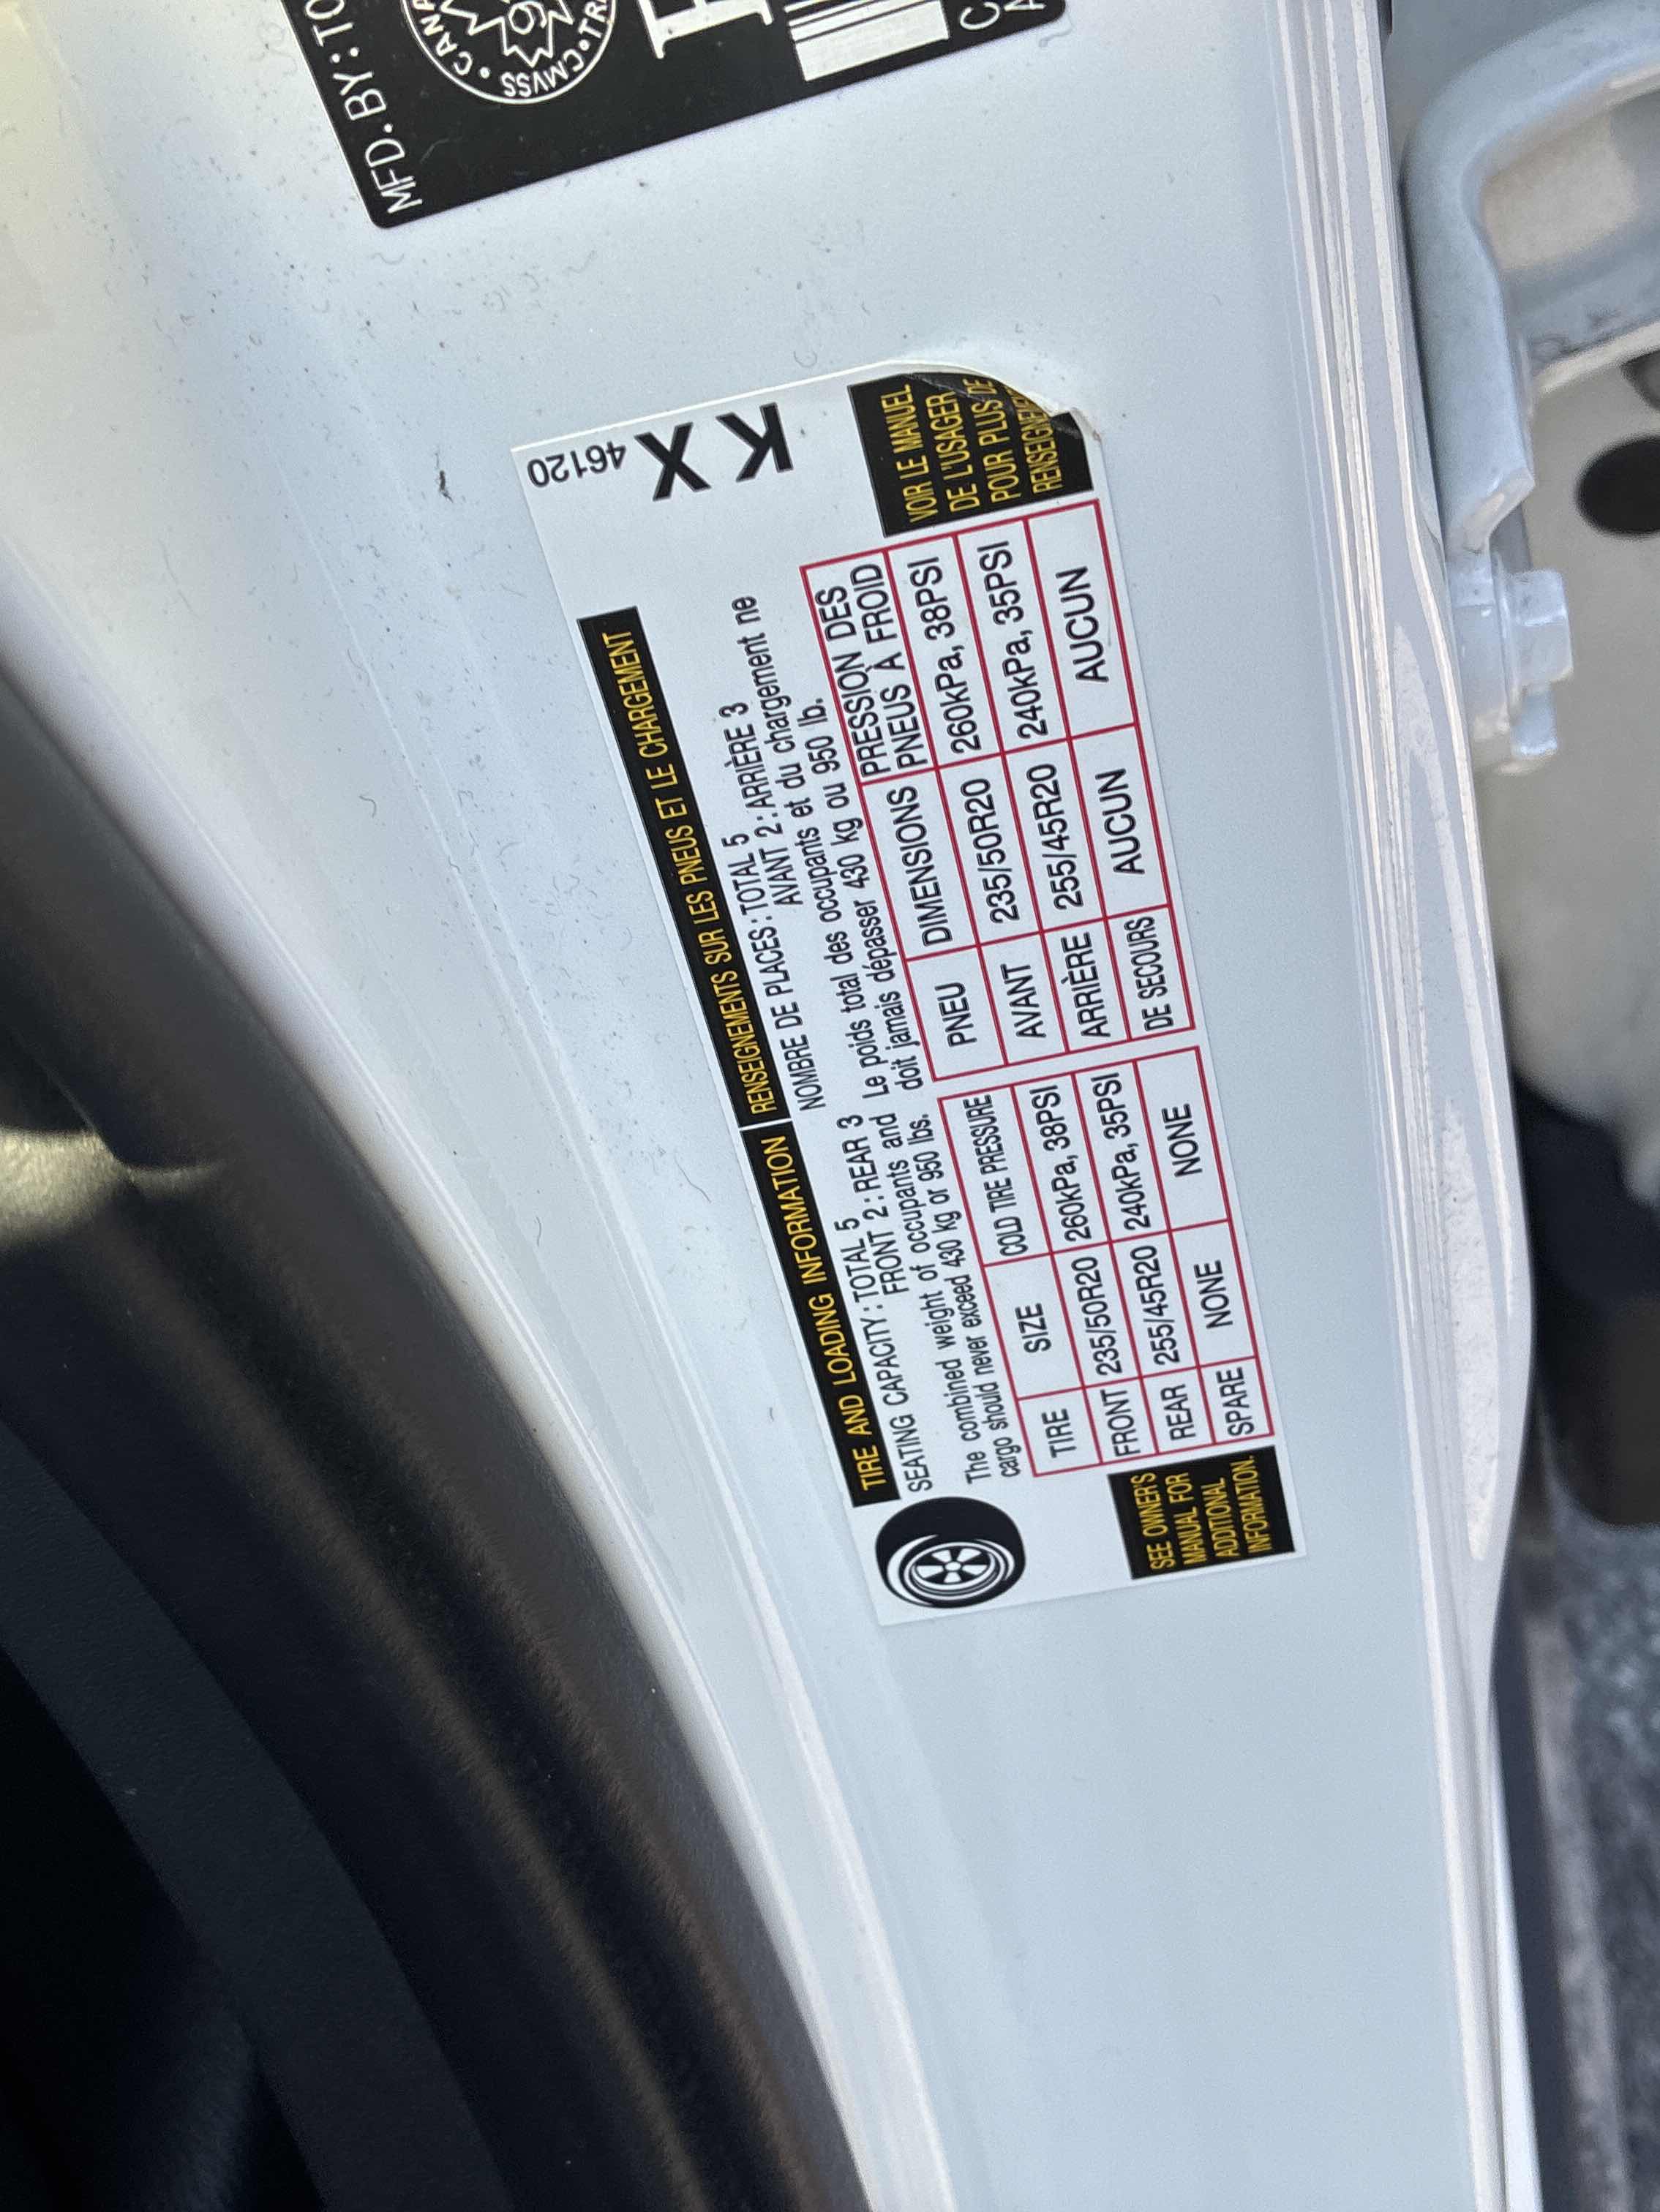 TIRE AND LOADING INFORMATION
SEATING CAPACITY : TOTAL 5
FRONT 2 : REAR 3
The combined weight of occupants and
cargo should never exceed 430 kg or 950 lbs.
TIRE SIZE COLD TIRE PRESSURE
FRONT 235/50R20 260kPa, 38PSI
REAR 255/45R20 240kPa, 35PSI
SPARE NONE NONE
SEE OWNER'S
MANUAL FOR
ADDITIONAL
INFORMATION.
RENSEIGNEMENTS SUR LES PNEUS ET LE CHARGEMENT
NOMBRE DE PLACES : TOTAL 5
AVANT 2 : ARRIÈRE 3
Le poids total des occupants et du chargement ne
doit jamais dépasser 430 kg ou 950 lb.
PNEU DIMENSIONS PRESSION DES
PNEUS À FROID
AVANT 235/50R20 260kPa, 38PSI
ARRIÈRE 255/45R20 240kPa, 35PSI
DE SECOURS AUCUN AUCUN
46120
K X
VOIR LE MANUEL
DE L'USAGER
POUR PLUS DE
MFD. BY: TO
CMVSS